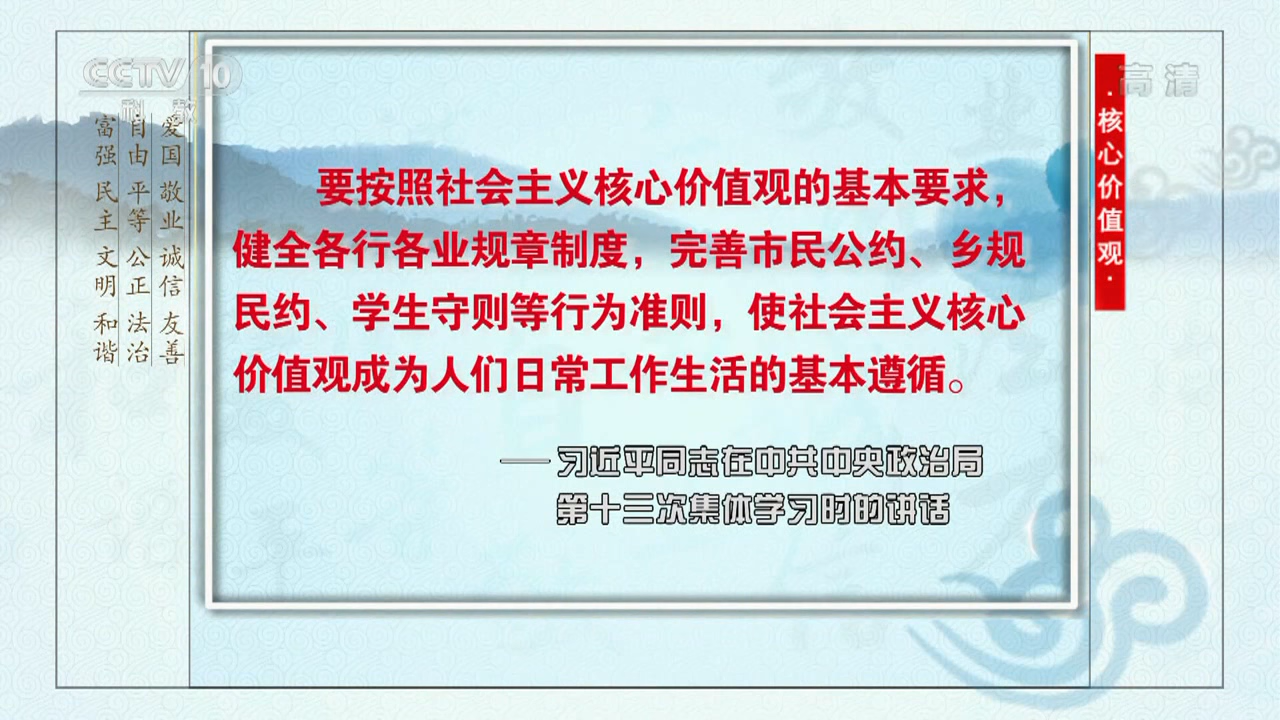 CCTV 10
科教
高清
·核心价值观·
爱国 敬业 诚信 友善
自由 平等 公正 法治
富强 民主 文明 和谐
要按照社会主义核心价值观的基本要求，
健全各行各业规章制度，完善市民公约、乡规
民约、学生守则等行为准则，使社会主义核心
价值观成为人们日常工作生活的基本遵循。
——习近平同志在中共中央政治局
第十三次集体学习时的讲话